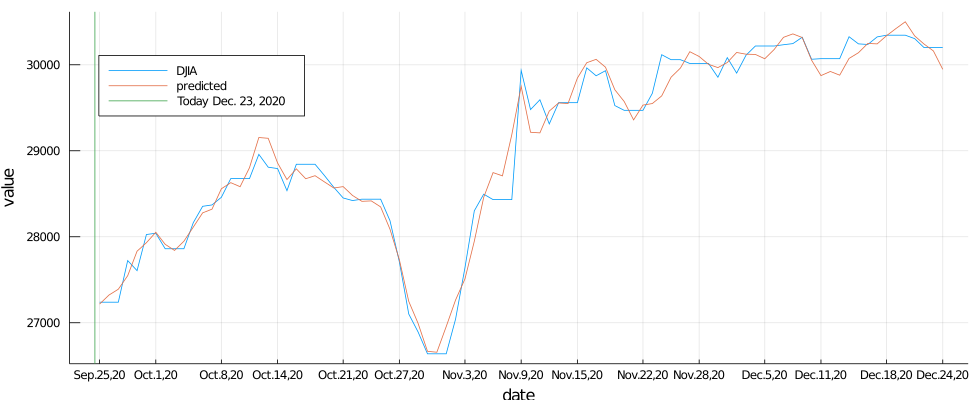 value
30000
29000
28000
27000
DJIA
predicted
Today Dec. 23, 2020
Sep.25,20 Oct.1,20 Oct.8,20 Oct.14,20 Oct.21,20 Oct.27,20 Nov.3,20 Nov.9,20 Nov.15,20 Nov.22,20 Nov.28,20 Dec.5,20 Dec.11,20 Dec.18,20 Dec.24,20
date